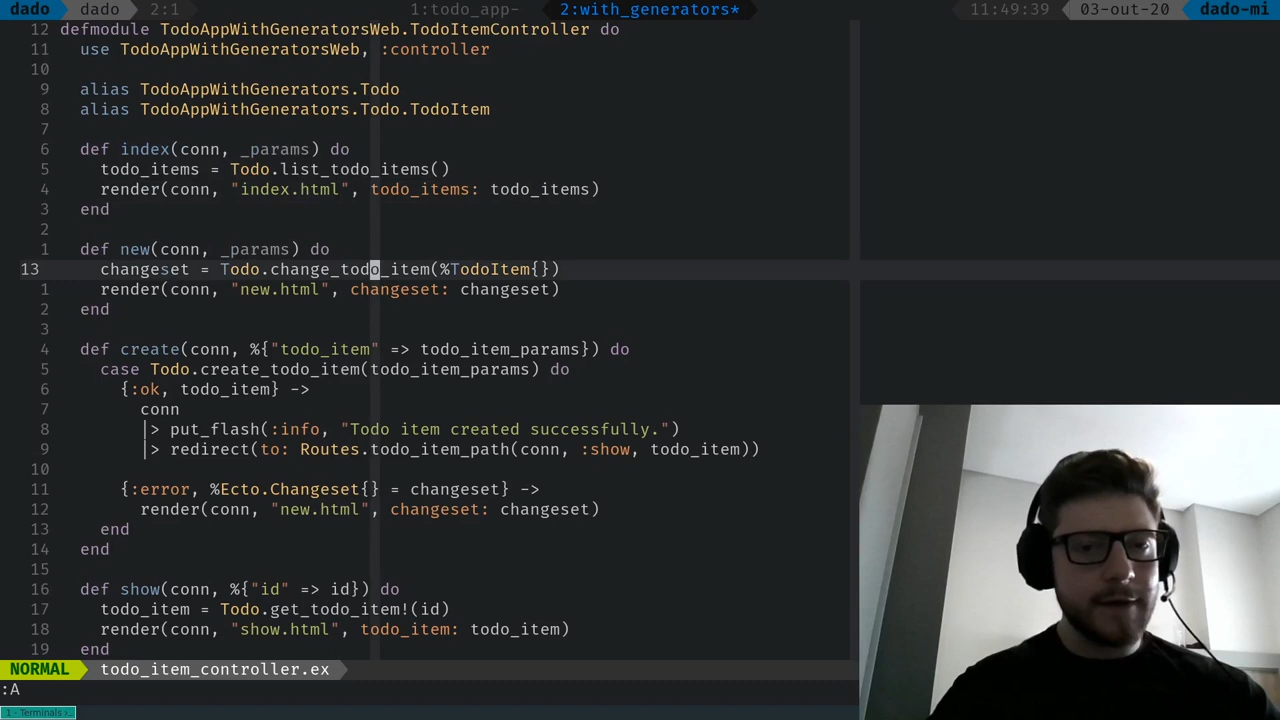 dado dado 2:1 1:todo_app- 2:with_generators* 11:49:39 03-out-20 dado-mi
12 defmodule TodoAppWithGeneratorsWeb.TodoItemController do
11 use TodoAppWithGeneratorsWeb, :controller
10
9 alias TodoAppWithGenerators.Todo
8 alias TodoAppWithGenerators.Todo.TodoItem
7
6 def index(conn, _params) do
5 todo_items = Todo.list_todo_items()
4 render(conn, "index.html", todo_items: todo_items)
3 end
2
1 def new(conn, _params) do
13 changeset = Todo.change_todo_item(%TodoItem{})
1 render(conn, "new.html", changeset: changeset)
2 end
3
4 def create(conn, %{"todo_item" => todo_item_params}) do
5 case Todo.create_todo_item(todo_item_params) do
6 {:ok, todo_item} ->
7 conn
8 |> put_flash(:info, "Todo item created successfully.")
9 |> redirect(to: Routes.todo_item_path(conn, :show, todo_item))
10
11 {:error, %Ecto.Changeset{} = changeset} ->
12 render(conn, "new.html", changeset: changeset)
13 end
14 end
15
16 def show(conn, %{"id" => id}) do
17 todo_item = Todo.get_todo_item!(id)
18 render(conn, "show.html", todo_item: todo_item)
19 end
NORMAL todo_item_controller.ex
:A
1 - Terminals ›…